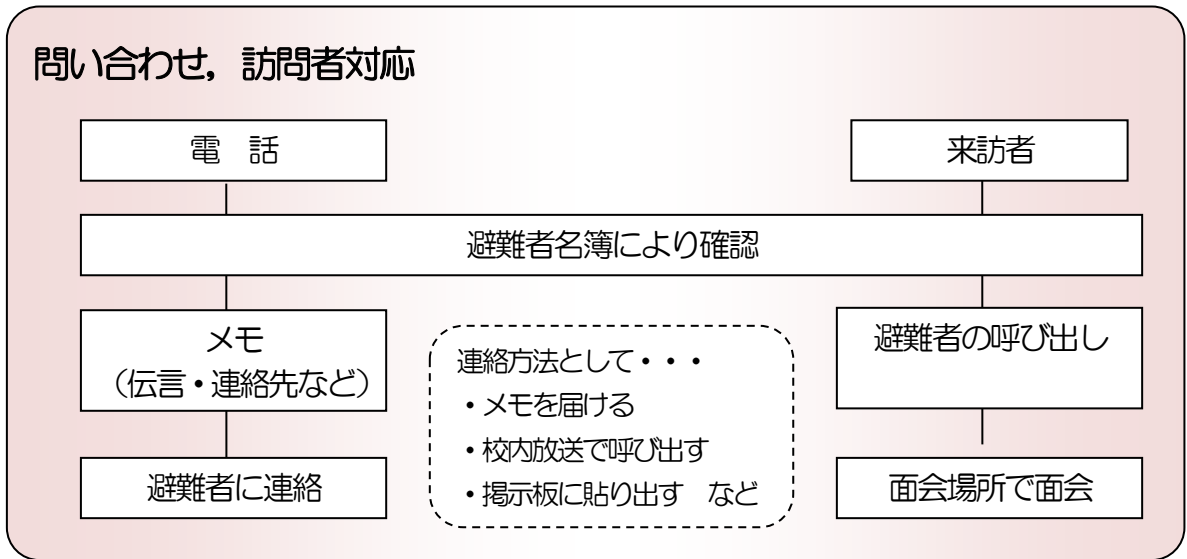 問い合わせ，訪問者対応
電　話
来訪者
避難者名簿により確認
メモ
（伝言・連絡先など）
避難者の呼び出し
連絡方法として・・・
・メモを届ける
・校内放送で呼び出す
・掲示板に貼り出す　など
避難者に連絡
面会場所で面会